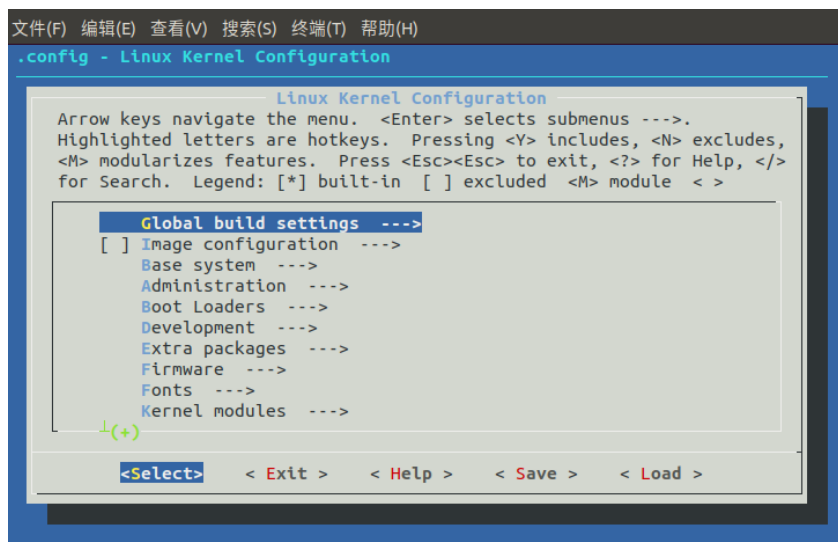 文件(F) 编辑(E) 查看(V) 搜索(S) 终端(T) 帮助(H)
.config - Linux Kernel Configuration
Linux Kernel Configuration
Arrow keys navigate the menu.  <Enter> selects submenus --->.
Highlighted letters are hotkeys.  Pressing <Y> includes, <N> excludes,
<M> modularizes features.  Press <Esc><Esc> to exit, <?> for Help, </>
for Search.  Legend: [*] built-in  [ ] excluded  <M> module  < >
Global build settings  --->
[ ] Image configuration  --->
Base system  --->
Administration  --->
Boot Loaders  --->
Development  --->
Extra packages  --->
Firmware  --->
Fonts  --->
Kernel modules  --->
(+)
<Select>    < Exit >    < Help >    < Save >    < Load >